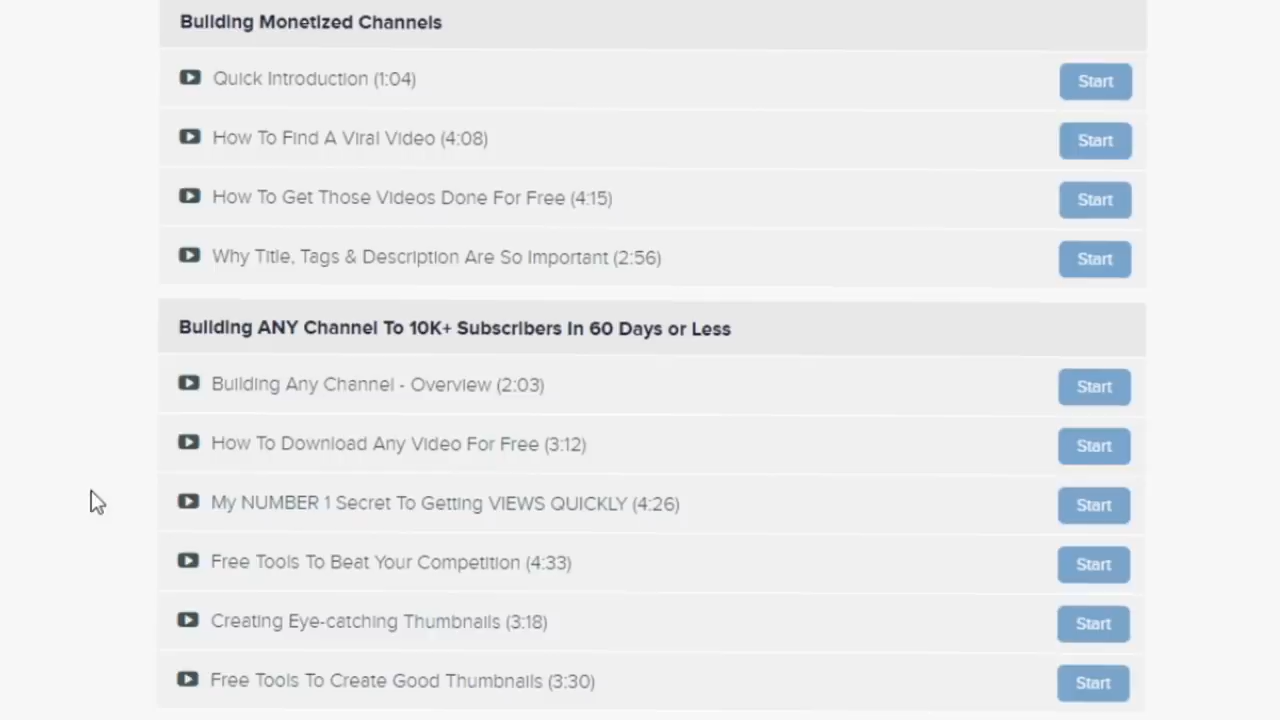 Building Monetized Channels
Quick Introduction (1:04)
Start
How To Find A Viral Video (4:08)
Start
How To Get Those Videos Done For Free (4:15)
Start
Why Title, Tags & Description Are So Important (2:56)
Start
Building ANY Channel To 10K+ Subscribers In 60 Days or Less
Building Any Channel - Overview (2:03)
Start
How To Download Any Video For Free (3:12)
Start
My NUMBER 1 Secret To Getting VIEWS QUICKLY (4:26)
Start
Free Tools To Beat Your Competition (4:33)
Start
Creating Eye-catching Thumbnails (3:18)
Start
Free Tools To Create Good Thumbnails (3:30)
Start